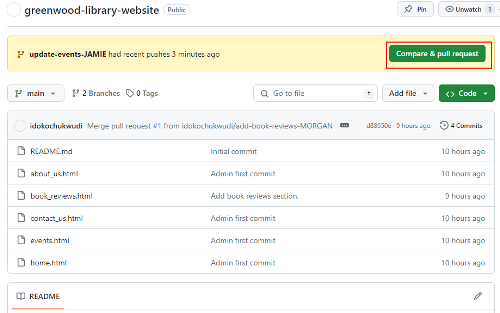 greenwood-library-website Public Pin Unwatch 1
update-events-JAMIE had recent pushes 3 minutes ago Compare & pull request
main 2 Branches 0 Tags Go to file t Add file Code
idokochukwudi Merge pull request #1 from idokochukwudi/add-book-reviews-MORGAN 9 hours ago 4 Commits
README.md Initial commit 10 hours ago
about_us.html Admin first commit 10 hours ago
book_reviews.html Add book reviews section. 9 hours ago
contact_us.html Admin first commit 10 hours ago
events.html Admin first commit 10 hours ago
home.html Admin first commit 10 hours ago
README